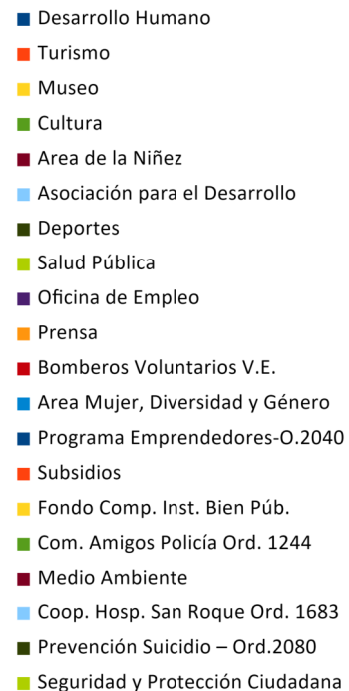 Desarrollo Humano
Turismo
Museo
Cultura
Area de la Niñez
Asociación para el Desarrollo
Deportes
Salud Pública
Oficina de Empleo
Prensa
Bomberos Voluntarios V.E.
Area Mujer, Diversidad y Género
Programa Emprendedores-O.2040
Subsidios
Fondo Comp. Inst. Bien Púb.
Com. Amigos Policía Ord. 1244
Medio Ambiente
Coop. Hosp. San Roque Ord. 1683
Prevención Suicidio – Ord.2080
Seguridad y Protección Ciudadana